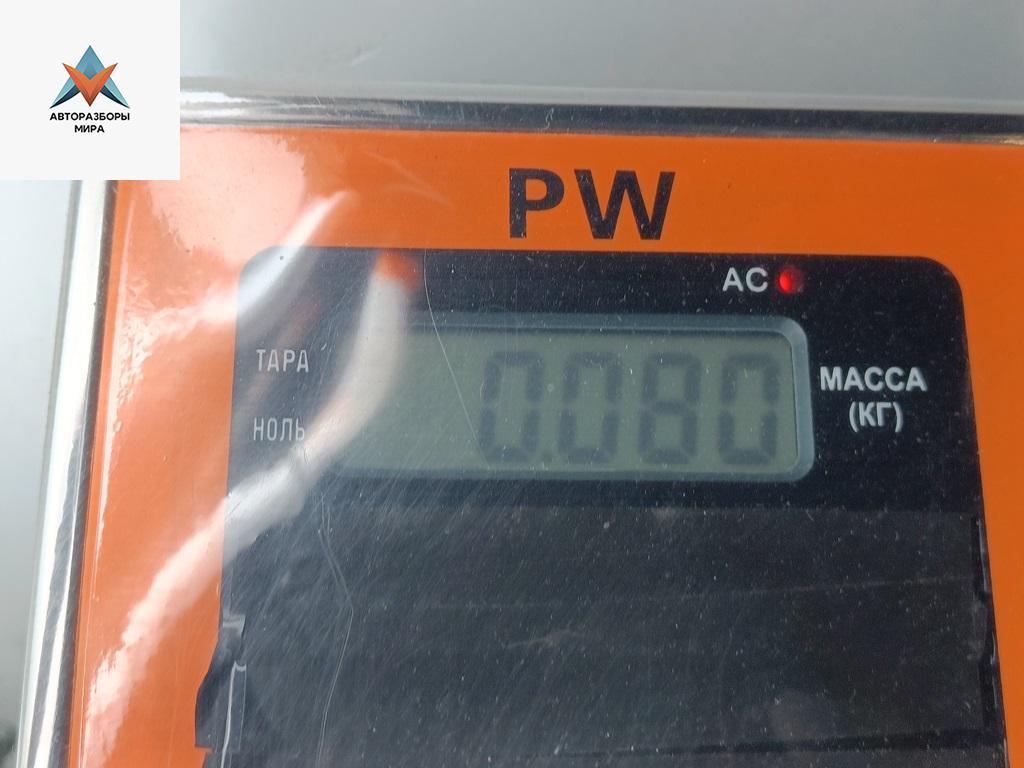 АВТОРАЗБОРЫ
МИРА
PW
AC
ТАРА
НОЛЬ
0.080
МАССА
(КГ)